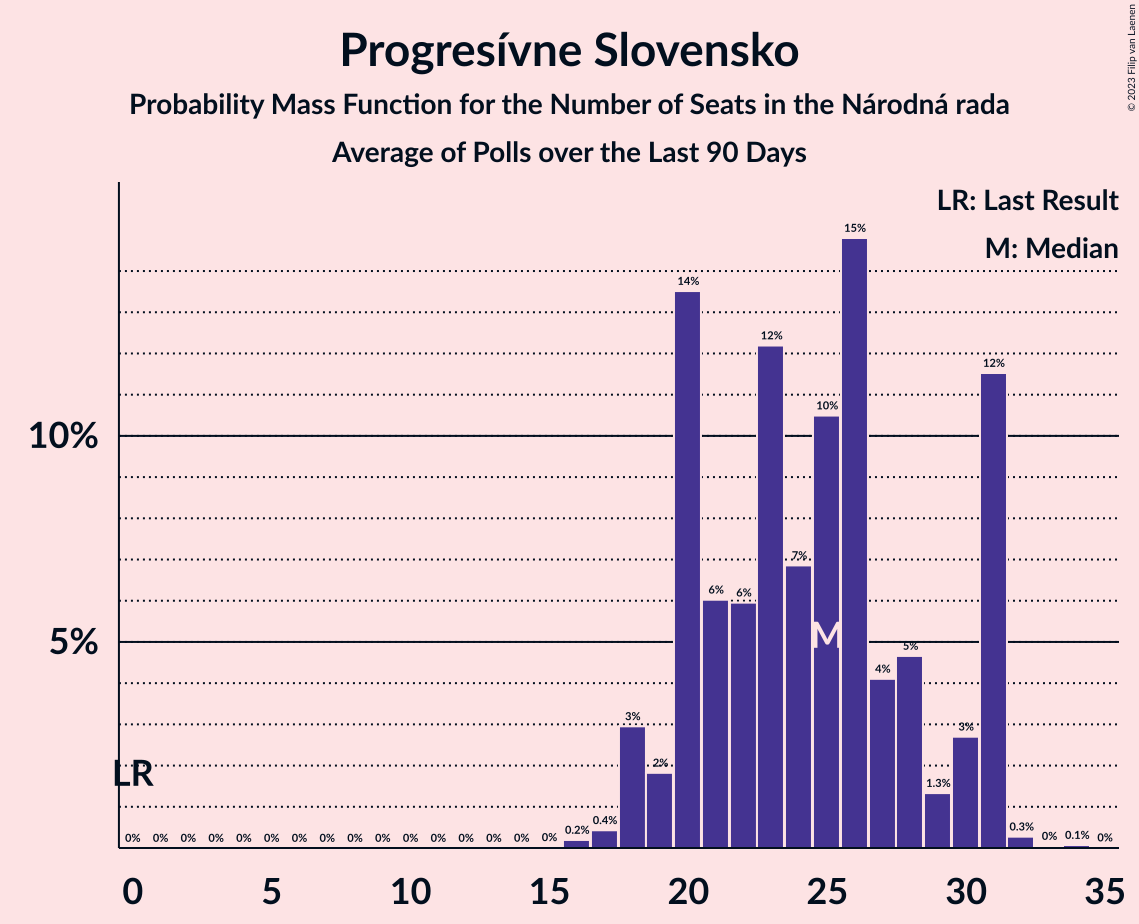 Progresívne Slovensko
Probability Mass Function for the Number of Seats in the Národná rada
Average of Polls over the Last 90 Days
© 2023 Filip van Laenen
LR: Last Result
M: Median
15%
14%
12%
12%
10%
10%
7%
6% 6%
5%
M
5%
4%
3%
3%
2%
LR
1.3%
0% 0% 0% 0% 0% 0% 0% 0% 0% 0% 0% 0% 0% 0% 0% 0% 0.2% 0.4% 0.3% 0% 0.1% 0%
0 5 10 15 20 25 30 35